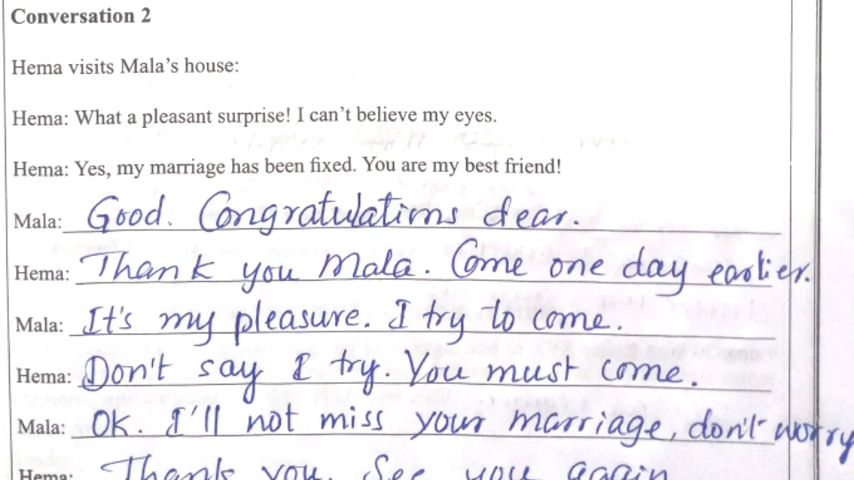 Conversation 2
Hema visits Mala's house:
Hema: What a pleasant surprise! I can't believe my eyes.
Hema: Yes, my marriage has been fixed. You are my best friend!
Mala: Good. Congratulations dear.
Hema: Thank you Mala. Come one day earlier.
Mala: It's my pleasure. I try to come.
Hema: Don't say I try. You must come.
Mala: Ok. I'll not miss your marriage, don't worry
Hema: Thank you. See you again